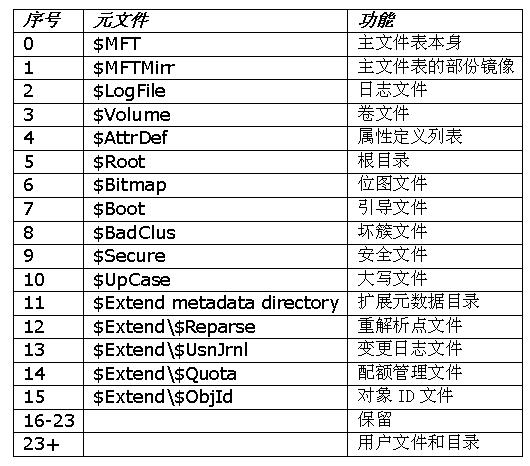 序号 元文件 功能
0 $MFT 主文件表本身
1 $MFTMirr 主文件表的部份镜像
2 $LogFile 日志文件
3 $Volume 卷文件
4 $AttrDef 属性定义列表
5 $Root 根目录
6 $Bitmap 位图文件
7 $Boot 引导文件
8 $BadClus 坏簇文件
9 $Secure 安全文件
10 $UpCase 大写文件
11 $Extend metadata directory 扩展元数据目录
12 $Extend\$Reparse 重解析点文件
13 $Extend\$UsnJrnl 变更日志文件
14 $Extend\$Quota 配额管理文件
15 $Extend\$ObjId 对象ID文件
16-23 保留
23+ 用户文件和目录